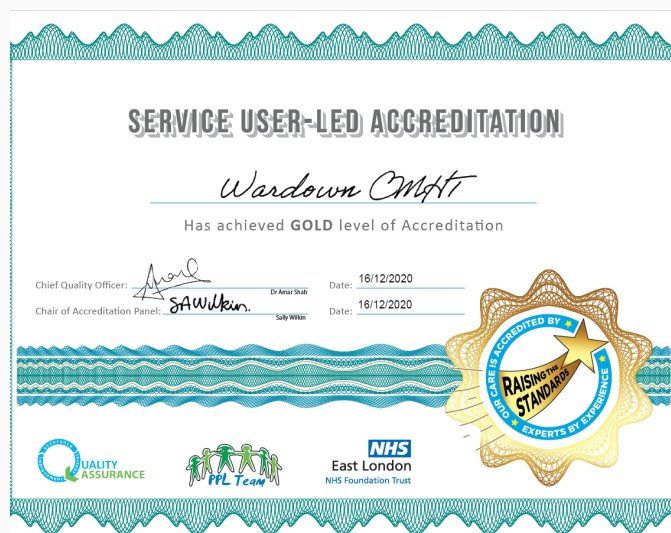 SERVICE USER-LED ACCREDITATION
Wardown CMHT
Has achieved GOLD level of Accreditation
Chief Quality Officer:
Dr Amar Shah
Date: 16/12/2020
Chair of Accreditation Panel: SAWilkin.
Sally Wilkin
Date: 16/12/2020
OUR CARE IS ACCREDITED BY
EXPERTS BY EXPERIENCE
RAISING THE
STANDARDS
QUALITY
ASSURANCE
PPL Team
NHS
East London
NHS Foundation Trust